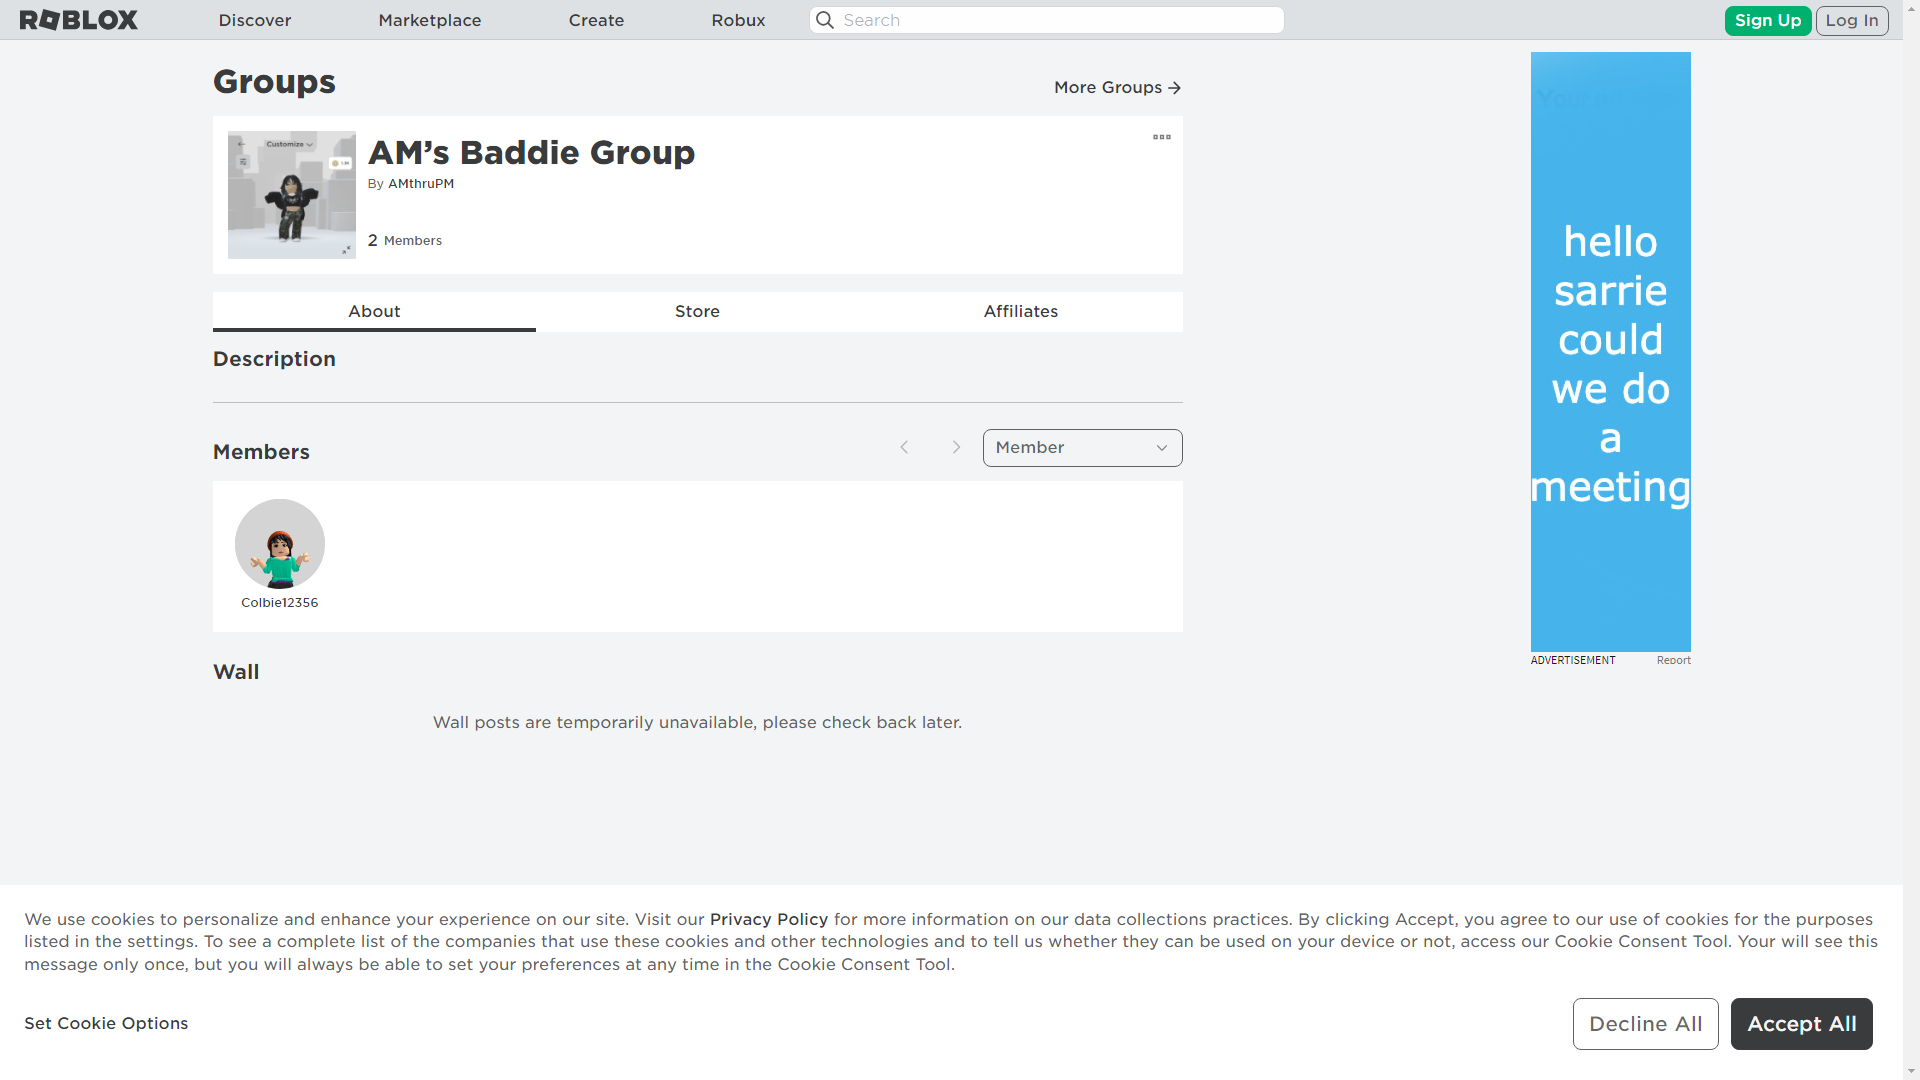 ROBLOX
Discover
Marketplace
Create
Robux
Search
Sign Up
Log In
Groups
More Groups
Customize
AM’s Baddie Group
By AMthruPM
2 Members
About
Store
Affiliates
Description
Members
Member
Colbie12356
Wall
Wall posts are temporarily unavailable, please check back later.
hello
sarrie
could
we do
a
meeting
ADVERTISEMENT
Report
We use cookies to personalize and enhance your experience on our site. Visit our Privacy Policy for more information on our data collections practices. By clicking Accept, you agree to our use of cookies for the purposes
listed in the settings. To see a complete list of the companies that use these cookies and other technologies and to tell us whether they can be used on your device or not, access our Cookie Consent Tool. Your will see this
message only once, but you will always be able to set your preferences at any time in the Cookie Consent Tool.
Set Cookie Options
Decline All
Accept All